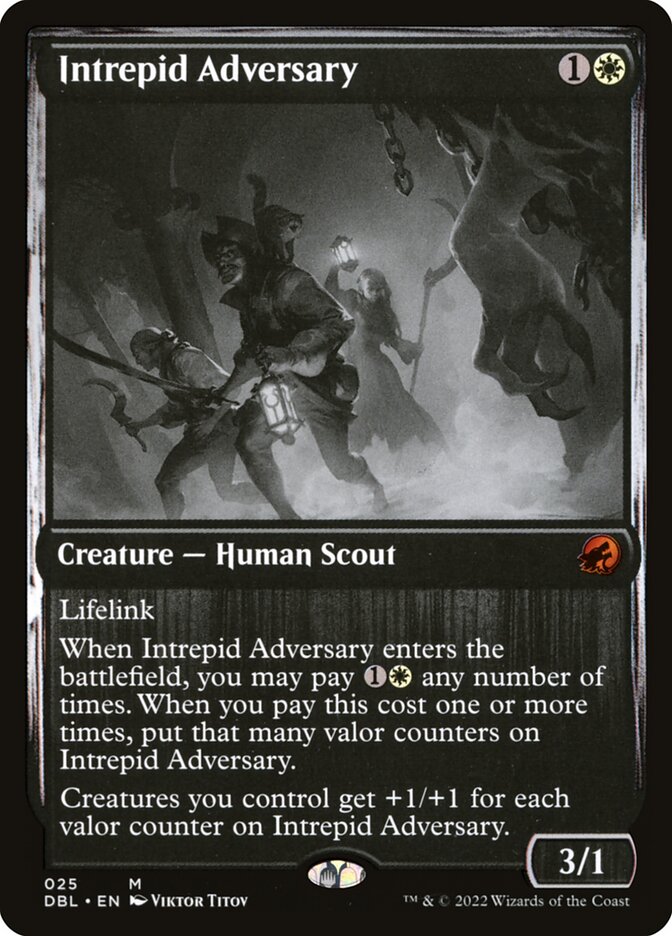 Intrepid Adversary 1
Creature — Human Scout
Lifelink
When Intrepid Adversary enters the
battlefield, you may pay 1 any number of
times. When you pay this cost one or more
times, put that many valor counters on
Intrepid Adversary.
Creatures you control get +1/+1 for each
valor counter on Intrepid Adversary.
3/1
025 M
DBL • EN Viktor Titov
™ & © 2022 Wizards of the Coast